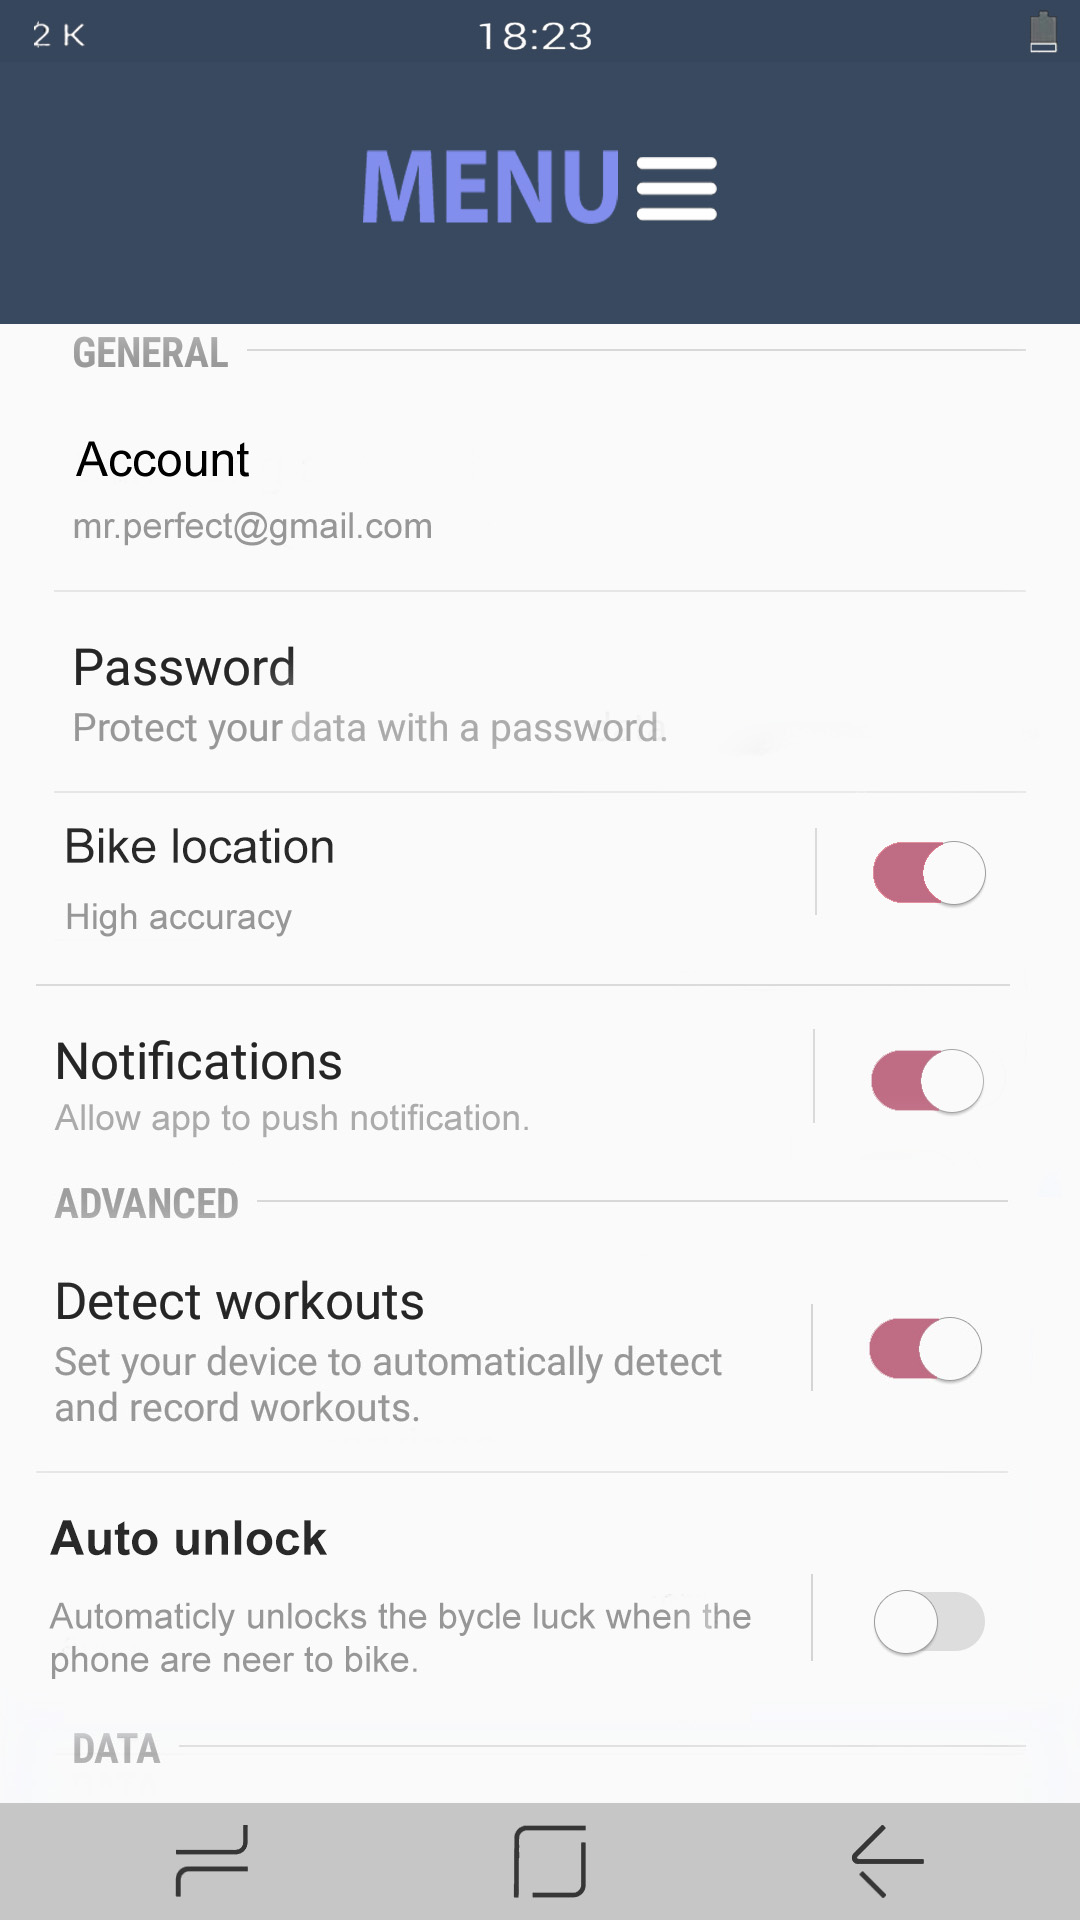 2 K
18:23
MENU
GENERAL
Account
mr.perfect@gmail.com
Password
Protect your data with a password.
Bike location
High accuracy
Notifications
Allow app to push notification.
ADVANCED
Detect workouts
Set your device to automatically detect
and record workouts.
Auto unlock
Automaticly unlocks the bycle luck when the
phone are neer to bike.
DATA